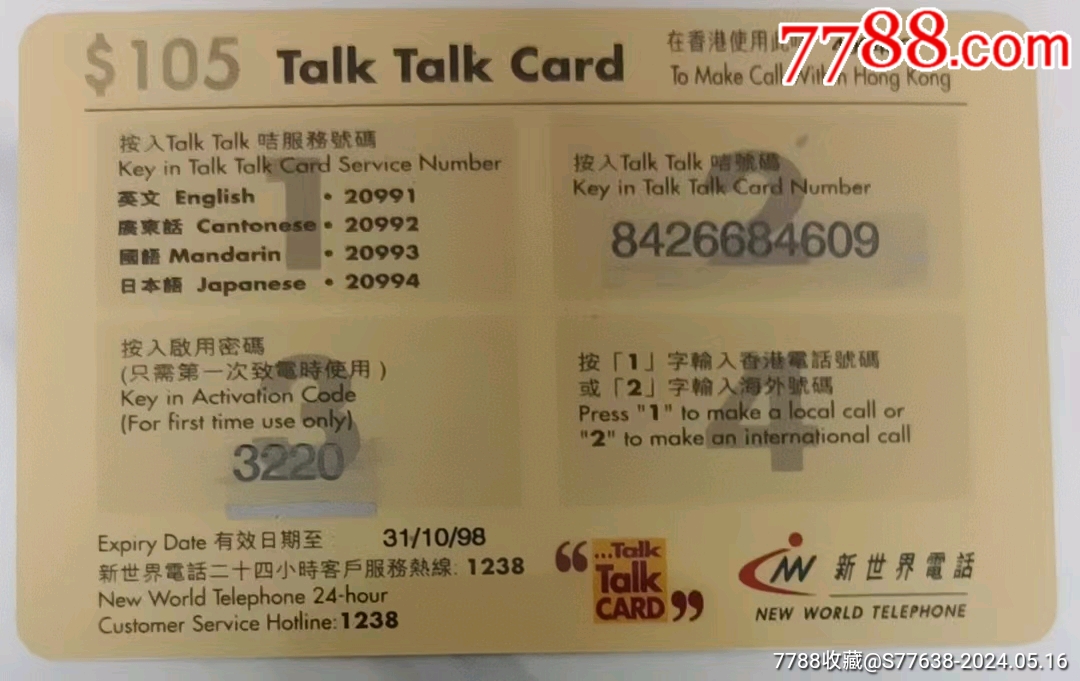 $105 Talk Talk Card
在香港使用此
To Make Call Within Hong Kong
7788.com
1
按入Talk Talk 咭服務號碼
Key in Talk Talk Card Service Number
英文 English • 20991
廣東話 Cantonese • 20992
國語 Mandarin • 20993
日本語 Japanese • 20994
2
按入Talk Talk 咭號碼
Key in Talk Talk Card Number
8426684609
3
按入啟用密碼
(只需第一次致電時使用)
Key in Activation Code
(For first time use only)
3220
4
按「1」字輸入香港電話號碼
或「2」字輸入海外號碼
Press "1" to make a local call or
"2" to make an international call
Expiry Date 有效日期至 31/10/98
新世界電話二十四小時客戶服務熱線: 1238
New World Telephone 24-hour
Customer Service Hotline: 1238
“...Talk
Talk
CARD”
新世界電話
NEW WORLD TELEPHONE
7788收藏@S77638-2024.05.16